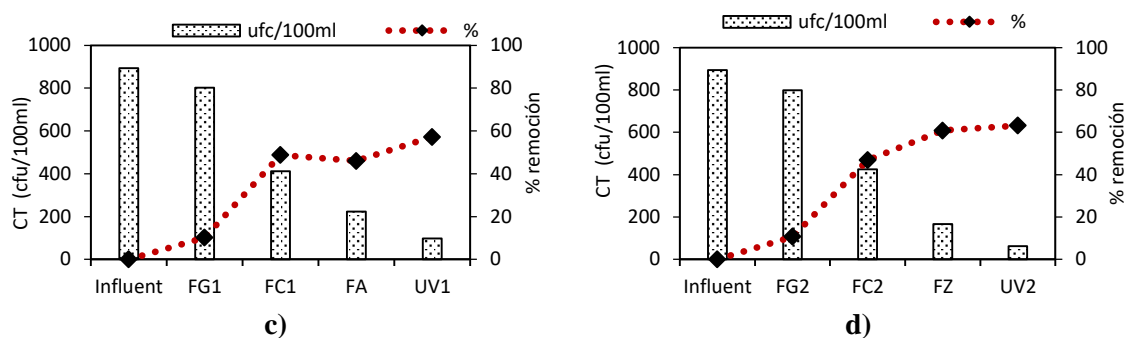 ufc/100ml %
1000
800
600
400
200
0
CT (cfu/100ml)
100
80
60
40
20
0
% remoción
Influent FG1 FC1 FA UV1
c)
ufc/100ml %
1000
800
600
400
200
0
CT (cfu/100ml)
100
80
60
40
20
0
% remoción
Influent FG2 FC2 FZ UV2
d)